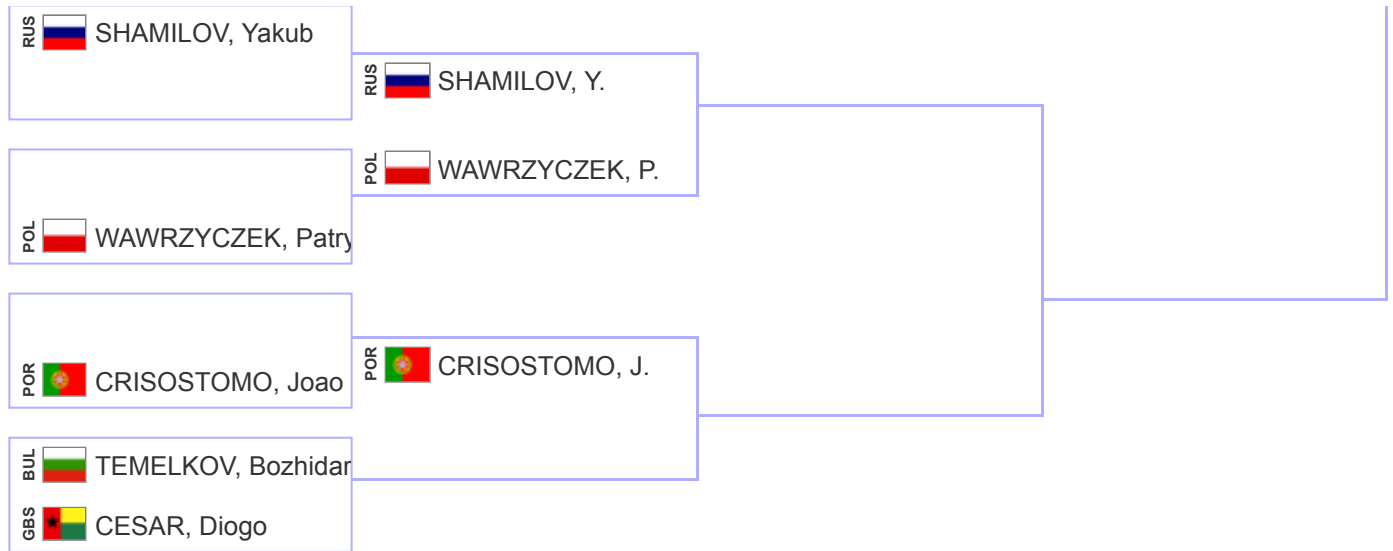 RUS SHAMILOV, Yakub
RUS SHAMILOV, Y.
POL WAWRZYCZEK, P.
POL WAWRZYCZEK, Patry
POR CRISOSTOMO, Joao
POR CRISOSTOMO, J.
BUL TEMELKOV, Bozhidar
GBS CESAR, Diogo